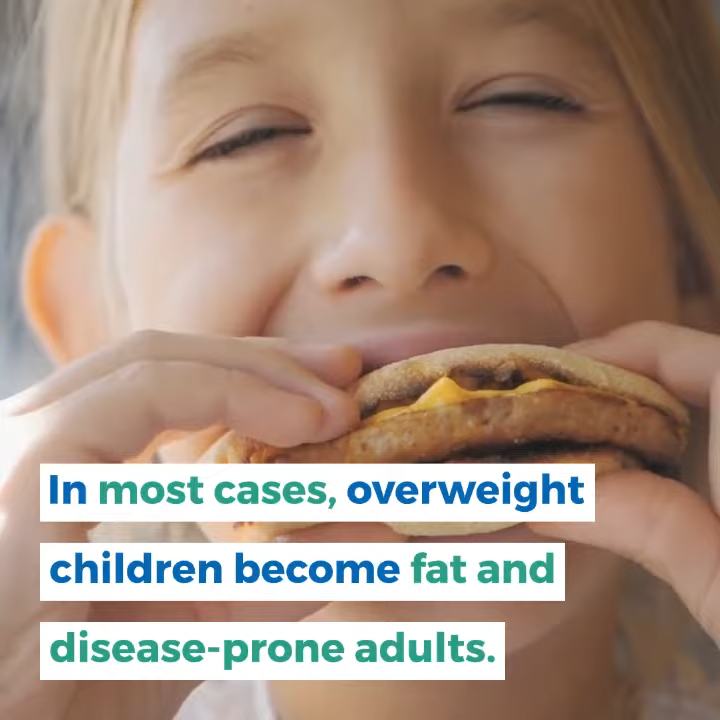 In most cases, overweight
children become fat and
disease-prone adults.